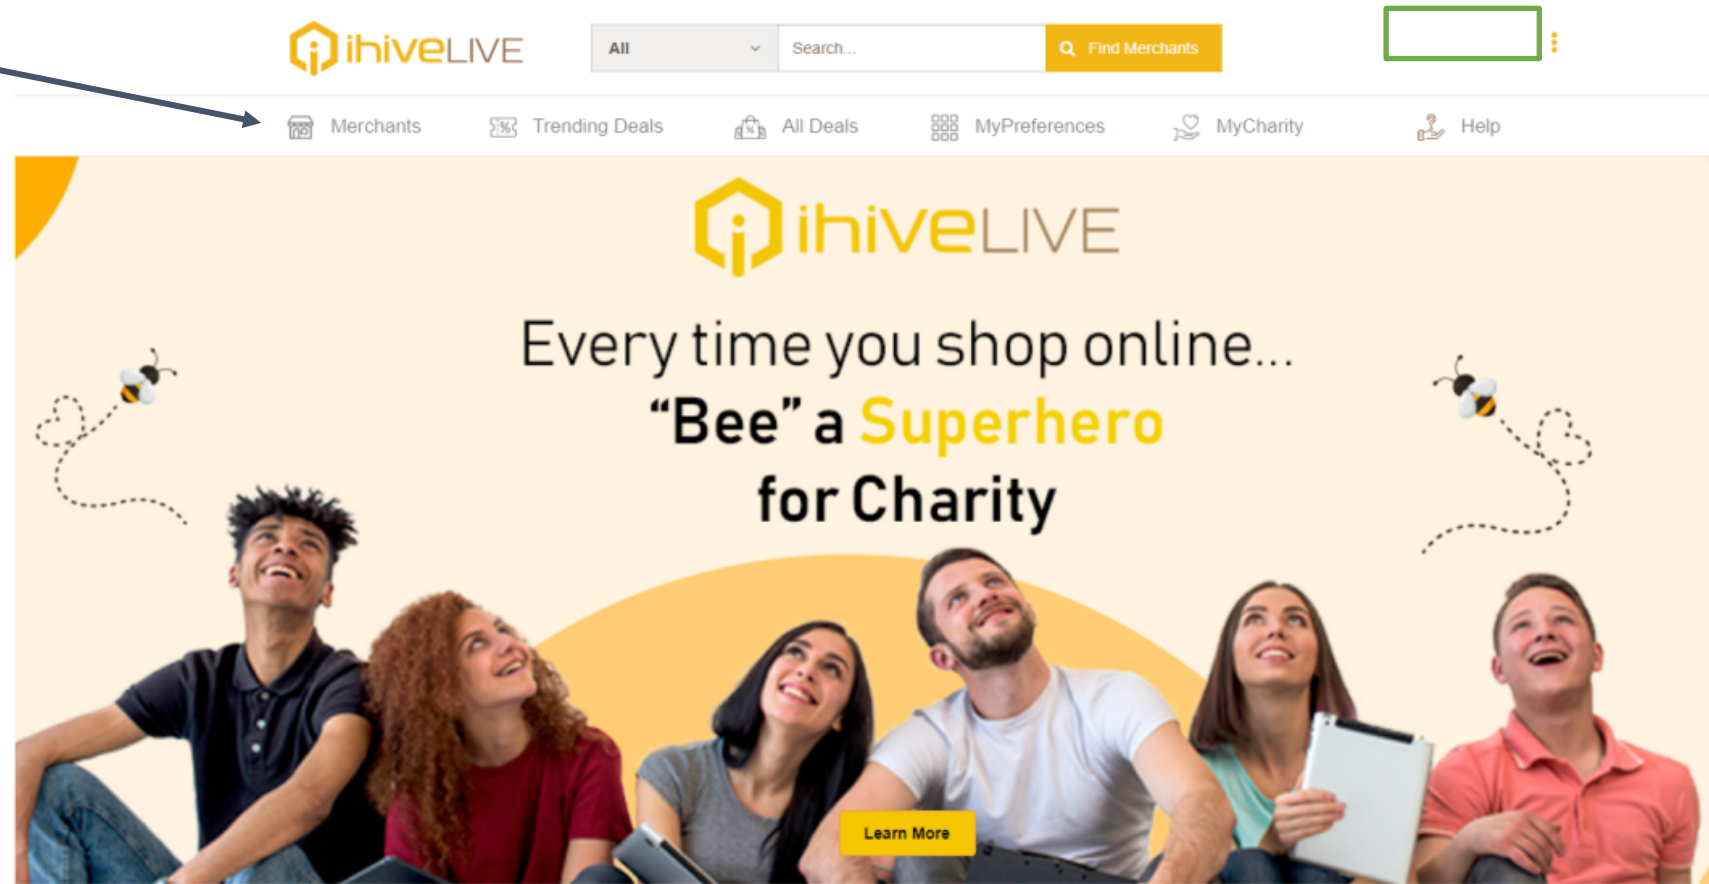 ihiveLIVE
All
Search...
Find Merchants
Merchants
Trending Deals
All Deals
MyPreferences
MyCharity
Help
ihiveLIVE
Every time you shop online...
“Bee” a Superhero
for Charity
Learn More